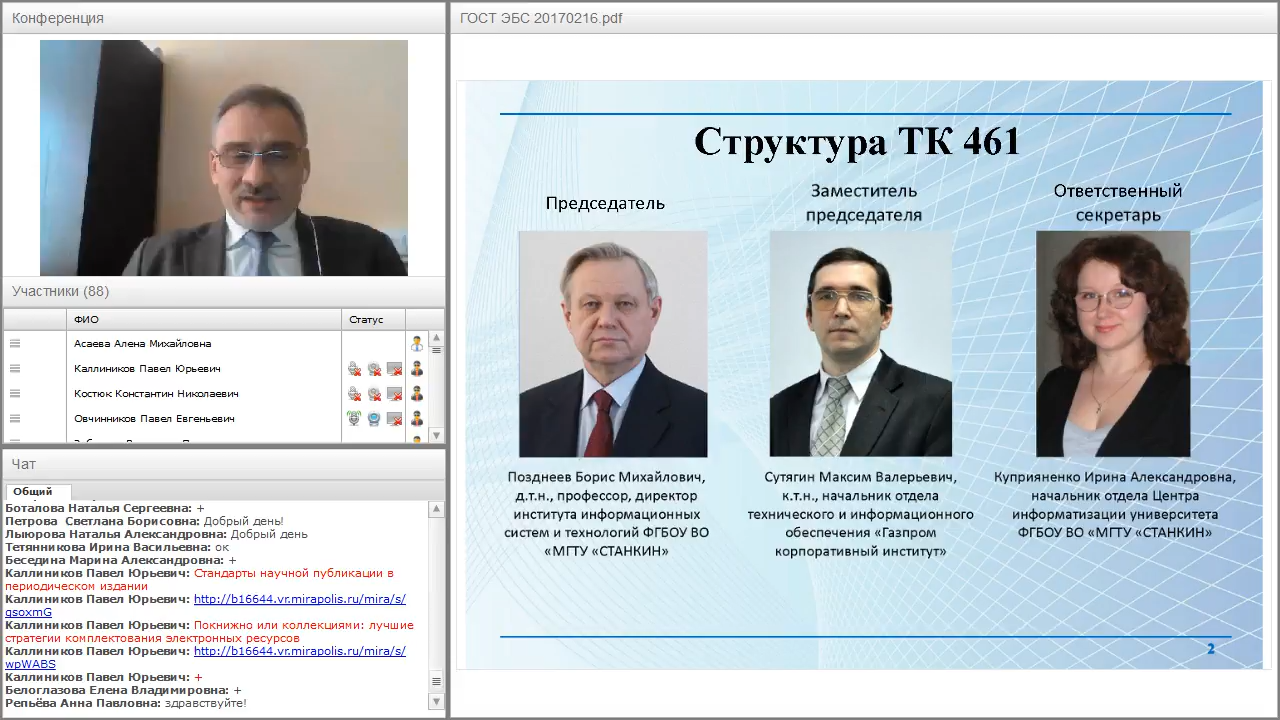 Конференция
ГОСТ ЭБС 20170216.pdf
Участники (88)
ФИО
Статус
Асаева Алена Михайловна
Каллиников Павел Юрьевич
Костюк Константин Николаевич
Овчинников Павел Евгеньевич
Чат
Общий
Боталова Наталья Сергеевна: +
Петрова Светлана Борисовна: Добрый день!
Лыюрова Наталья Александровна: Добрый день
Тетянникова Ирина Васильевна: ок
Беседина Марина Александровна: +
Каллиников Павел Юрьевич: Стандарты научной публикации в
периодическом издании
Каллиников Павел Юрьевич: http://b16644.vr.mirapolis.ru/mira/s/
gsoxmG
Каллиников Павел Юрьевич: Покнижно или коллекциями: лучшие
стратегии комплектования электронных ресурсов
Каллиников Павел Юрьевич: http://b16644.vr.mirapolis.ru/mira/s/
wpWABS
Каллиников Павел Юрьевич: +
Белоглазова Елена Владимировна: +
Репьёва Анна Павловна: здравствуйте!
Структура ТК 461
Председатель
Заместитель
председателя
Ответственный
секретарь
Позднеев Борис Михайлович,
д.т.н., профессор, директор
института информационных
систем и технологий ФГБОУ ВО
«МГТУ «СТАНКИН»
Сутягин Максим Валерьевич,
к.т.н., начальник отдела
технического и информационного
обеспечения «Газпром
корпоративный институт»
Куприяненко Ирина Александровна,
начальник отдела Центра
информатизации университета
ФГБОУ ВО «МГТУ «СТАНКИН»
2